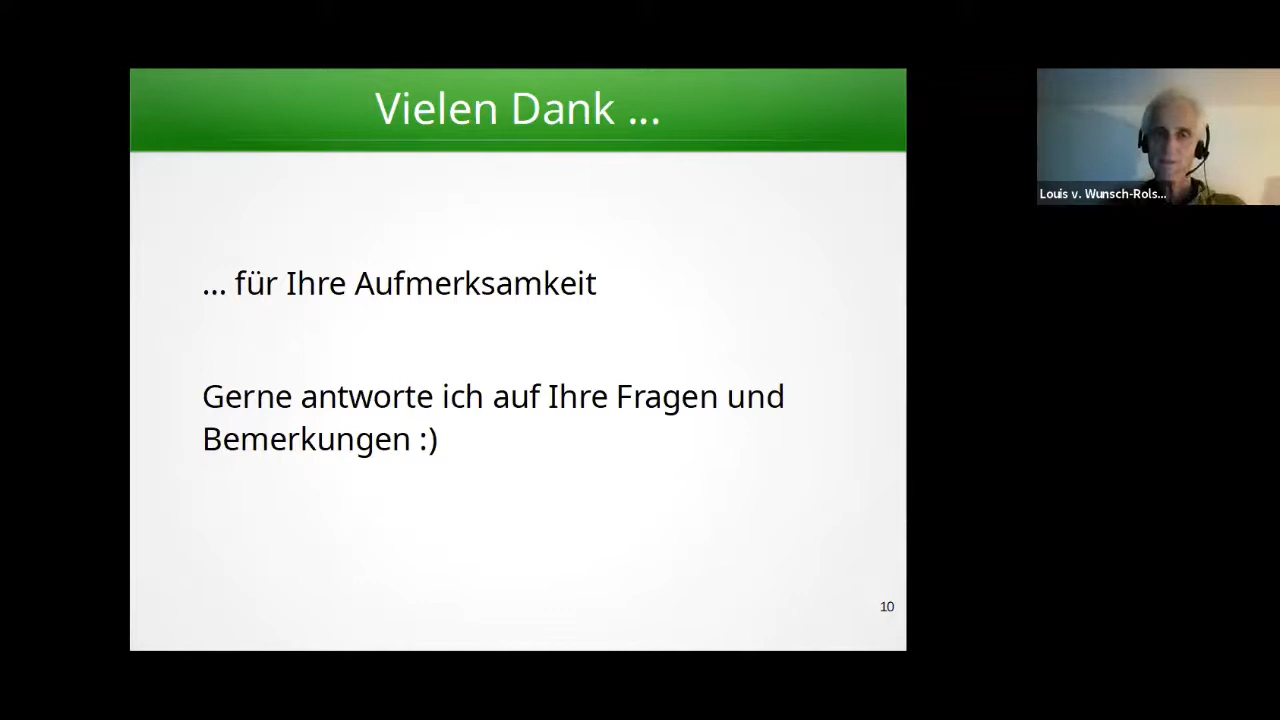 Vielen Dank ...
... für Ihre Aufmerksamkeit
Gerne antworte ich auf Ihre Fragen und
Bemerkungen :)
10
Louis v. Wunsch-Rols...